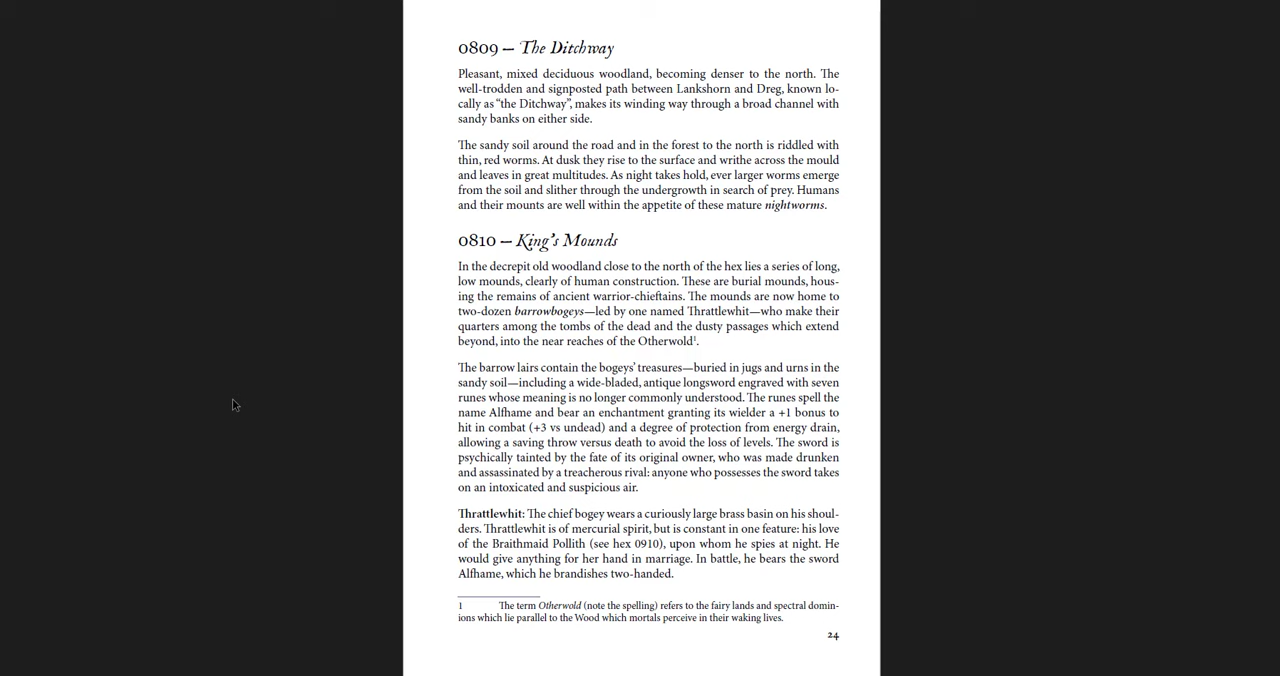 0809 – The Ditchway
Pleasant, mixed deciduous woodland, becoming denser to the north. The
well-trodden and signposted path between Lankshorn and Dreg, known lo-
cally as “the Ditchway”, makes its winding way through a broad channel with
sandy banks on either side.
The sandy soil around the road and in the forest to the north is riddled with
thin, red worms. At dusk they rise to the surface and writhe across the mould
and leaves in great multitudes. As night takes hold, ever larger worms emerge
from the soil and slither through the undergrowth in search of prey. Humans
and their mounts are well within the appetite of these mature nightworms.
0810 – King's Mounds
In the decrepit old woodland close to the north of the hex lies a series of long,
low mounds, clearly of human construction. These are burial mounds, hous-
ing the remains of ancient warrior-chieftains. The mounds are now home to
two-dozen barrowbogeys—led by one named Thrattlewhit—who make their
quarters among the tombs of the dead and the dusty passages which extend
beyond, into the near reaches of the Otherwold¹.
The barrow lairs contain the bogeys’ treasures—buried in jugs and urns in the
sandy soil—including a wide-bladed, antique longsword engraved with seven
runes whose meaning is no longer commonly understood. The runes spell the
name Alfhame and bear an enchantment granting its wielder a +1 bonus to
hit in combat (+3 vs undead) and a degree of protection from energy drain,
allowing a saving throw versus death to avoid the loss of levels. The sword is
psychically tainted by the fate of its original owner, who was made drunken
and assassinated by a treacherous rival: anyone who possesses the sword takes
on an intoxicated and suspicious air.
Thrattlewhit: The chief bogey wears a curiously large brass basin on his shoul-
ders. Thrattlewhit is of mercurial spirit, but is constant in one feature: his love
of the Braithmaid Pollith (see hex 0910), upon whom he spies at night. He
would give anything for her hand in marriage. In battle, he bears the sword
Alfhame, which he brandishes two-handed.
1 The term Otherwold (note the spelling) refers to the fairy lands and spectral domin-
ions which lie parallel to the Wood which mortals perceive in their waking lives.
24